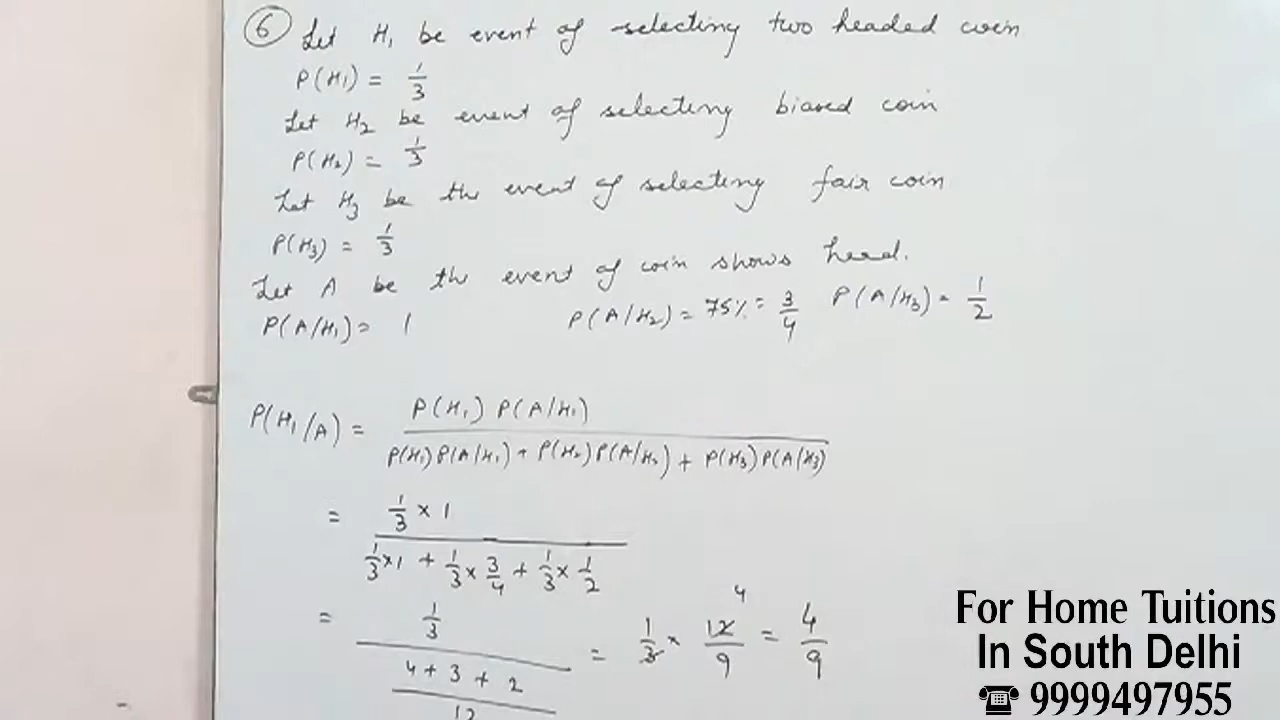 6 Let H₁ be event of selecting two headed coin
P(H₁) = 1/3
Let H₂ be event of selecting biased coin
P(H₂) = 1/3
Let H₃ be the event of selecting fair coin
P(H₃) = 1/3
Let A be the event of coin shows head.
P(A/H₁) = 1 P(A/H₂) = 75% = 3/4 P(A/H₃) = 1/2
P(H₁/A) = P(H₁) P(A/H₁) / P(H₁)P(A/H₁) + P(H₂)P(A/H₂) + P(H₃)P(A/H₃)
= 1/3 × 1 / 1/3 × 1 + 1/3 × 3/4 + 1/3 × 1/2
= 1/3 / 4 + 3 + 2 / 12 = 1/3 × 12/9 4 = 4/9
For Home Tuitions
In South Delhi
☎ 9999497955